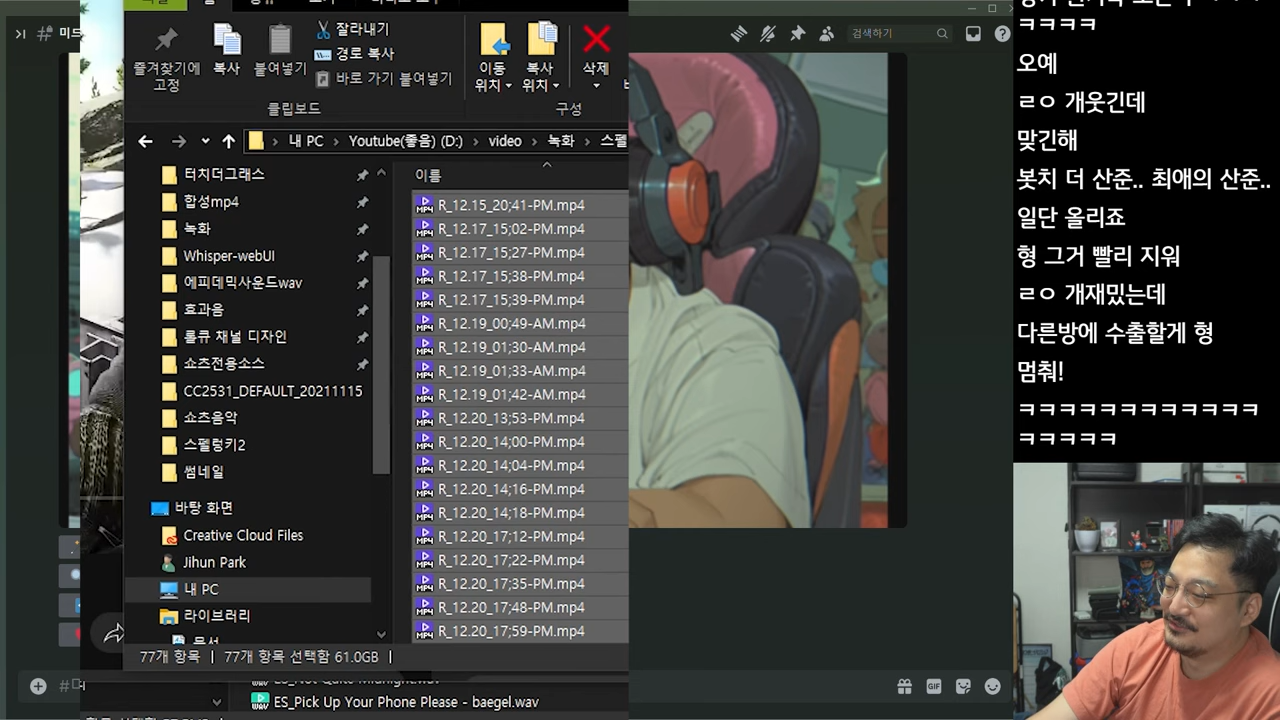 잘라내기
경로 복사
바로 가기 붙여넣기
즐겨찾기에
고정
복사
붙여넣기
이동
위치
복사
위치
삭제
클립보드
구성
내 PC > Youtube(좋음) (D:) > video > 녹화 > 스펠
터치더그래스
합성mp4
녹화
Whisper-webUI
에피데믹사운드wav
효과음
롤큐 채널 디자인
쇼츠전용소스
CC2531_DEFAULT_20211115
쇼츠음악
스펠렁키2
썸네일
바탕 화면
Creative Cloud Files
Jihun Park
내 PC
라이브러리
문서
이름
R_12.15_20;41-PM.mp4
R_12.17_15;02-PM.mp4
R_12.17_15;27-PM.mp4
R_12.17_15;38-PM.mp4
R_12.17_15;39-PM.mp4
R_12.19_00;49-AM.mp4
R_12.19_01;30-AM.mp4
R_12.19_01;33-AM.mp4
R_12.19_01;42-AM.mp4
R_12.20_13;53-PM.mp4
R_12.20_14;00-PM.mp4
R_12.20_14;04-PM.mp4
R_12.20_14;16-PM.mp4
R_12.20_14;18-PM.mp4
R_12.20_17;12-PM.mp4
R_12.20_17;22-PM.mp4
R_12.20_17;35-PM.mp4
R_12.20_17;48-PM.mp4
R_12.20_17;59-PM.mp4
77개 항목 | 77개 항목 선택함 61.0GB |
ES_Not Quite Midnight.wav
ES_Pick Up Your Phone Please - baegel.wav
검색하기
GIF
ㅋㅋㅋㅋ
오예
ㄹㅇ 개웃긴데
맞긴해
봇치 더 산준.. 최애의 산준..
일단 올리죠
형 그거 빨리 지워
ㄹㅇ 개재밌는데
다른방에 수출할게 형
멈춰!
ㅋㅋㅋㅋㅋㅋㅋㅋㅋㅋㅋㅋ
ㅋㅋㅋㅋㅋ